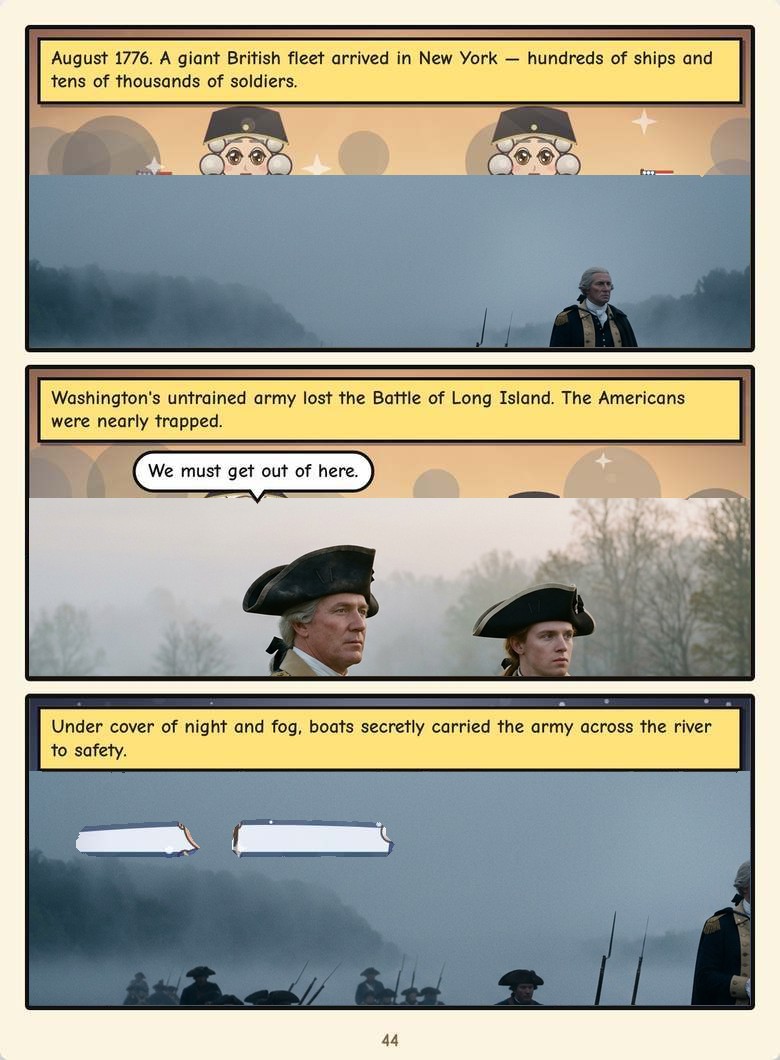 August 1776. A giant British fleet arrived in New York — hundreds of ships and
tens of thousands of soldiers.
Washington's untrained army lost the Battle of Long Island. The Americans
were nearly trapped.
We must get out of here.
Under cover of night and fog, boats secretly carried the army across the river
to safety.
44